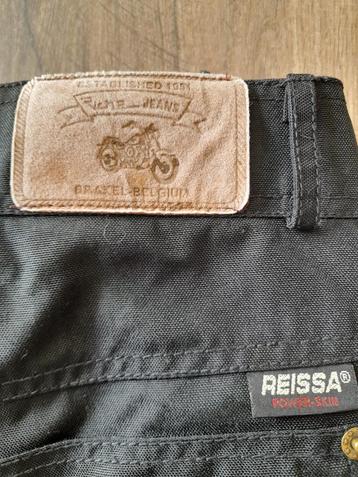 ESTABLISHED 1951
JEANS
BRAKEL-BELGIUM
REISSA®
POWER-SKIN